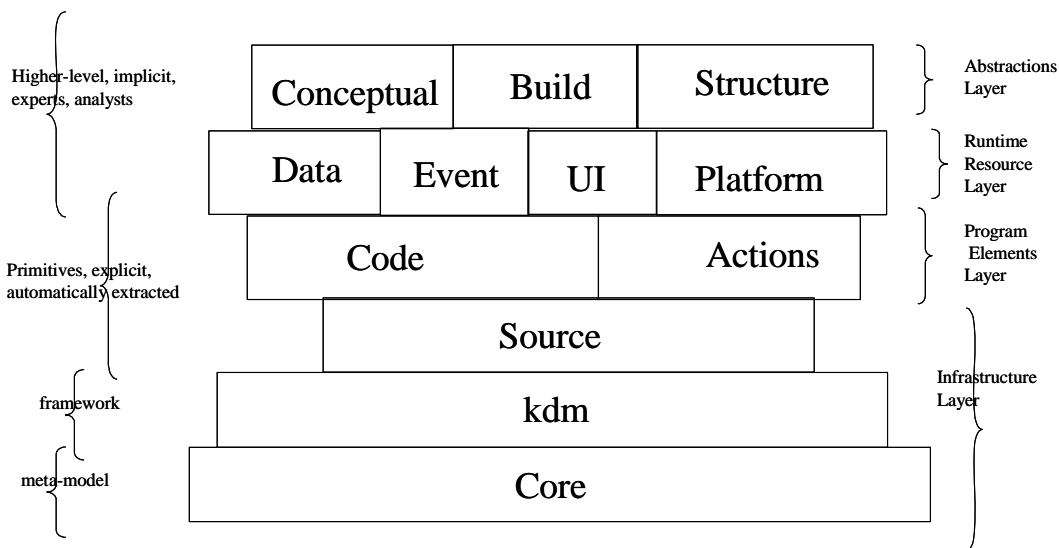 Higher-level, implicit,
experts, analysts
Conceptual
Build
Structure
Abstractions
Layer
Data
Event
UI
Platform
Runtime
Resource
Layer
Primitives, explicit,
automatically extracted
Code
Actions
Program
Elements
Layer
Source
framework
kdm
Infrastructure
Layer
meta-model
Core